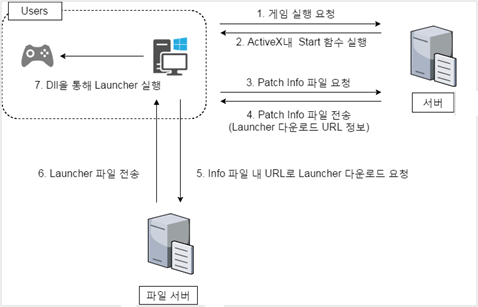 Users
1. 게임 실행 요청
2. ActiveX내 Start 함수 실행
7. Dll을 통해 Launcher 실행
3. Patch Info 파일 요청
서버
4. Patch Info 파일 전송
(Launcher 다운로드 URL 정보)
6. Launcher 파일 전송
5. Info 파일 내 URL로 Launcher 다운로드 요청
파일 서버